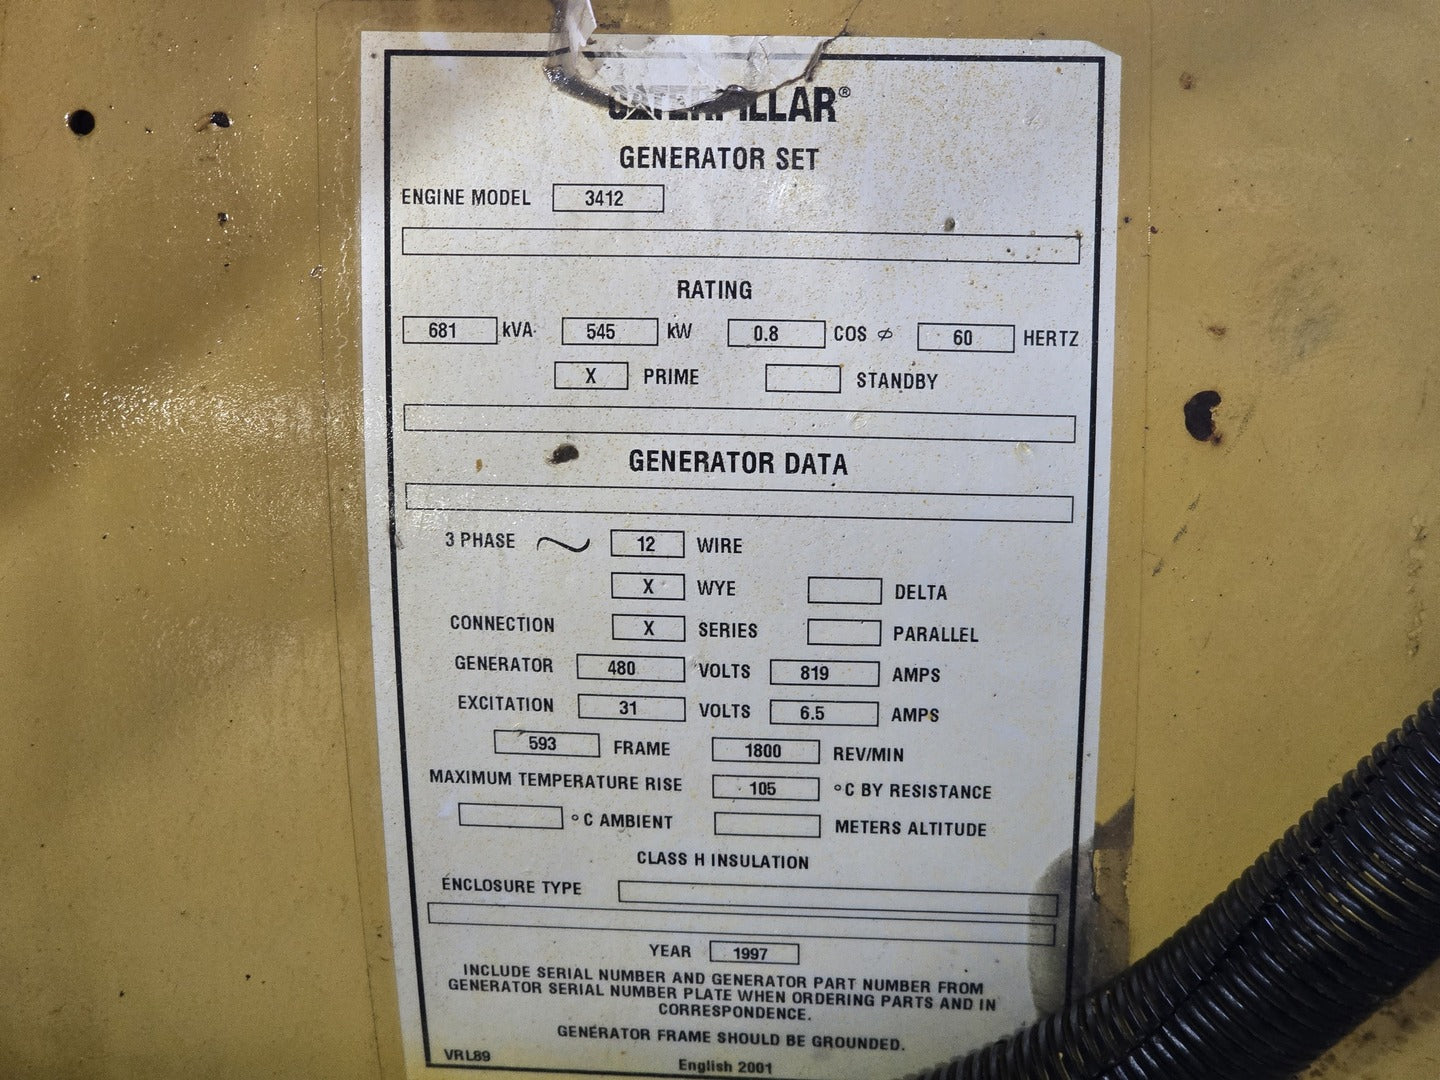 CATERPILLAR®
GENERATOR SET
ENGINE MODEL 3412
RATING
681 kVA 545 kW 0.8 COS ϕ 60 HERTZ
X PRIME STANDBY
GENERATOR DATA
3 PHASE 12 WIRE
X WYE DELTA
CONNECTION X SERIES PARALLEL
GENERATOR 480 VOLTS 819 AMPS
EXCITATION 31 VOLTS 6.5 AMPS
593 FRAME 1800 REV/MIN
MAXIMUM TEMPERATURE RISE 105 °C BY RESISTANCE
°C AMBIENT METERS ALTITUDE
CLASS H INSULATION
ENCLOSURE TYPE
YEAR 1997
INCLUDE SERIAL NUMBER AND GENERATOR PART NUMBER FROM
GENERATOR SERIAL NUMBER PLATE WHEN ORDERING PARTS AND IN
CORRESPONDENCE.
GENERATOR FRAME SHOULD BE GROUNDED.
VRL89 English 2001